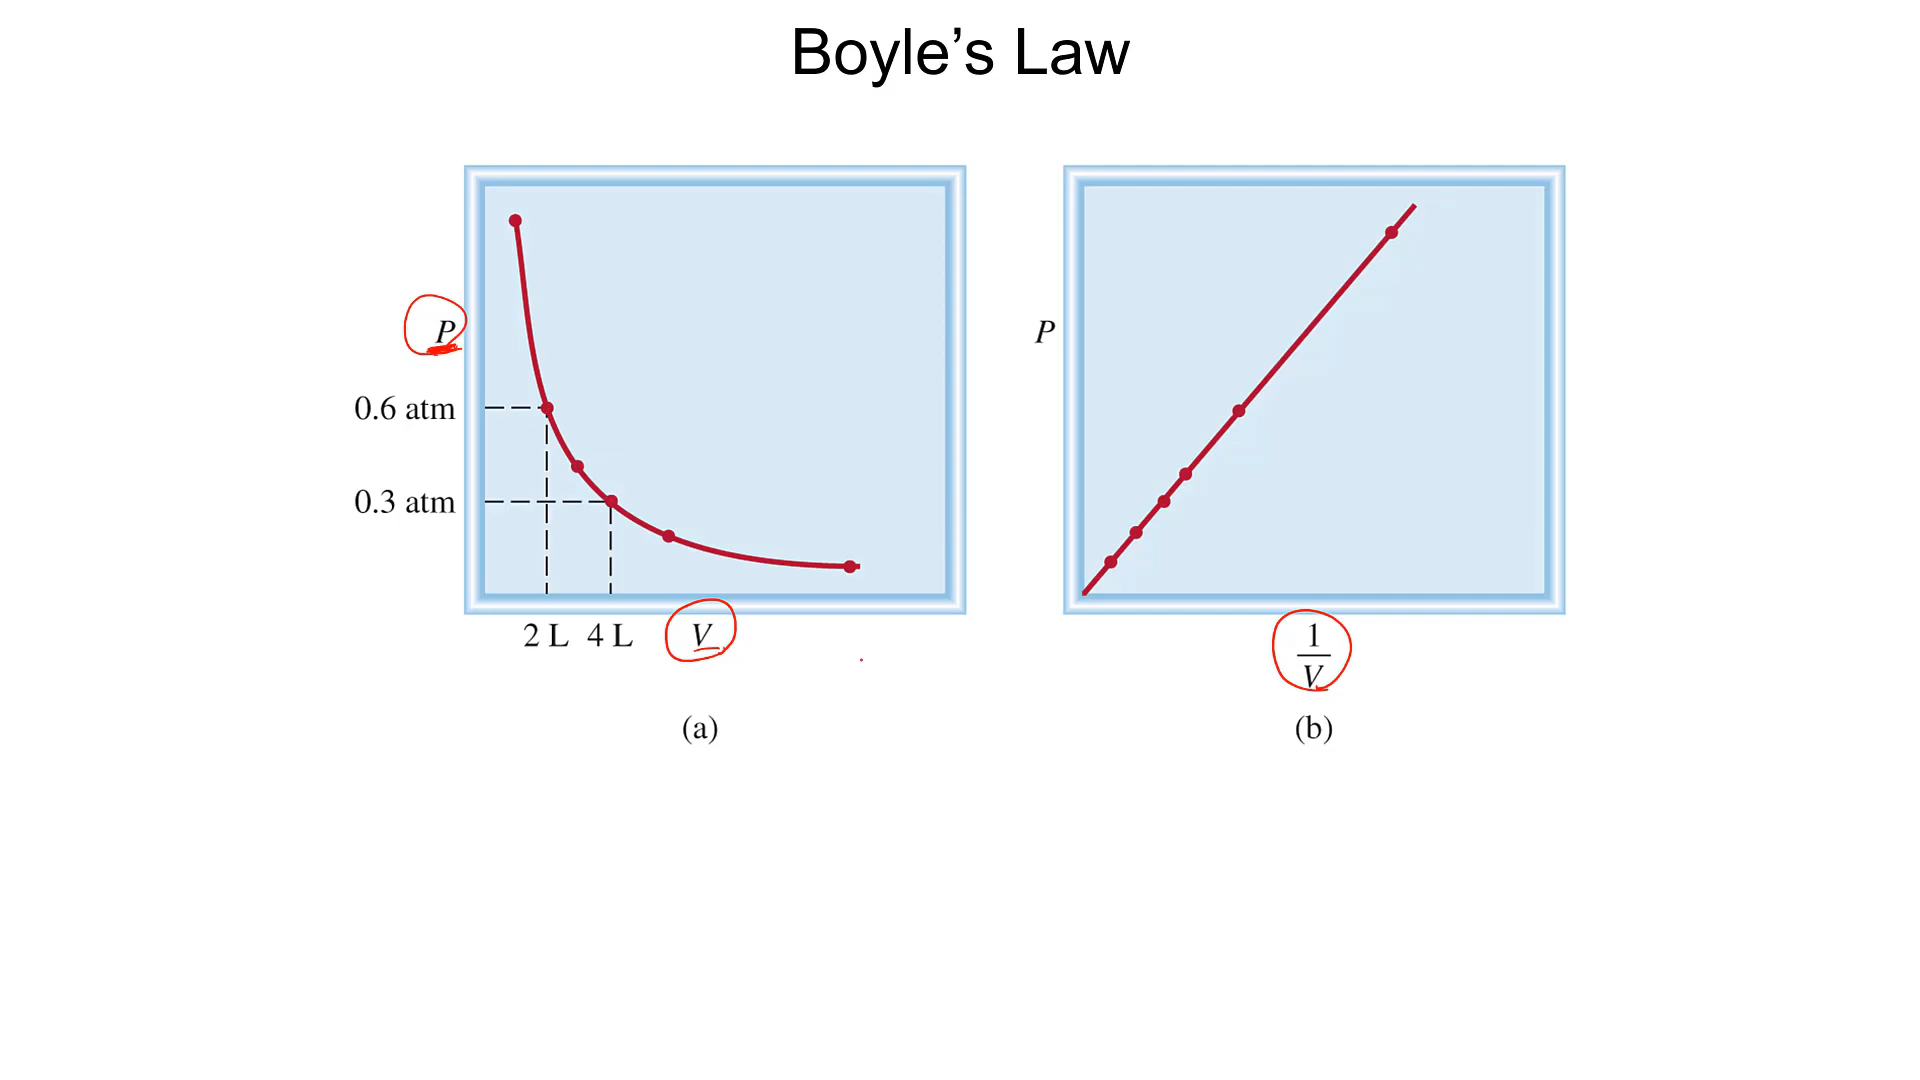 Boyle’s Law
P
0.6 atm
0.3 atm
2 L 4 L V
(a)
P
1
V
(b)